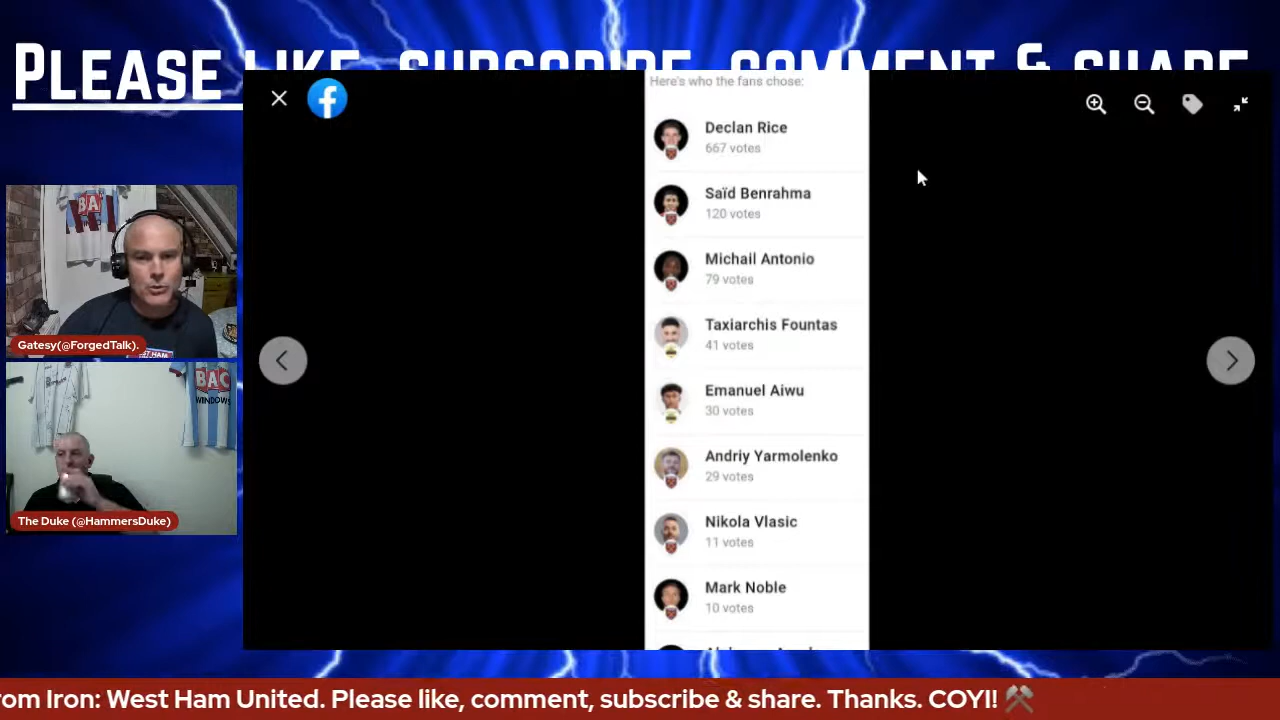 PLEASE LIKE, SUBSCRIBE, COMMENT & SHARE
Here's who the fans chose:
Declan Rice
667 votes
Saïd Benrahma
120 votes
Michail Antonio
79 votes
Taxiarchis Fountas
41 votes
Emanuel Aiwu
30 votes
Andriy Yarmolenko
29 votes
Nikola Vlasic
11 votes
Mark Noble
10 votes
BAC
Gatesy(@ForgedTalk).
BAC
WINDOWS
The Duke (@HammersDuke)
rom Iron: West Ham United. Please like, comment, subscribe & share. Thanks. COYI! ⚒